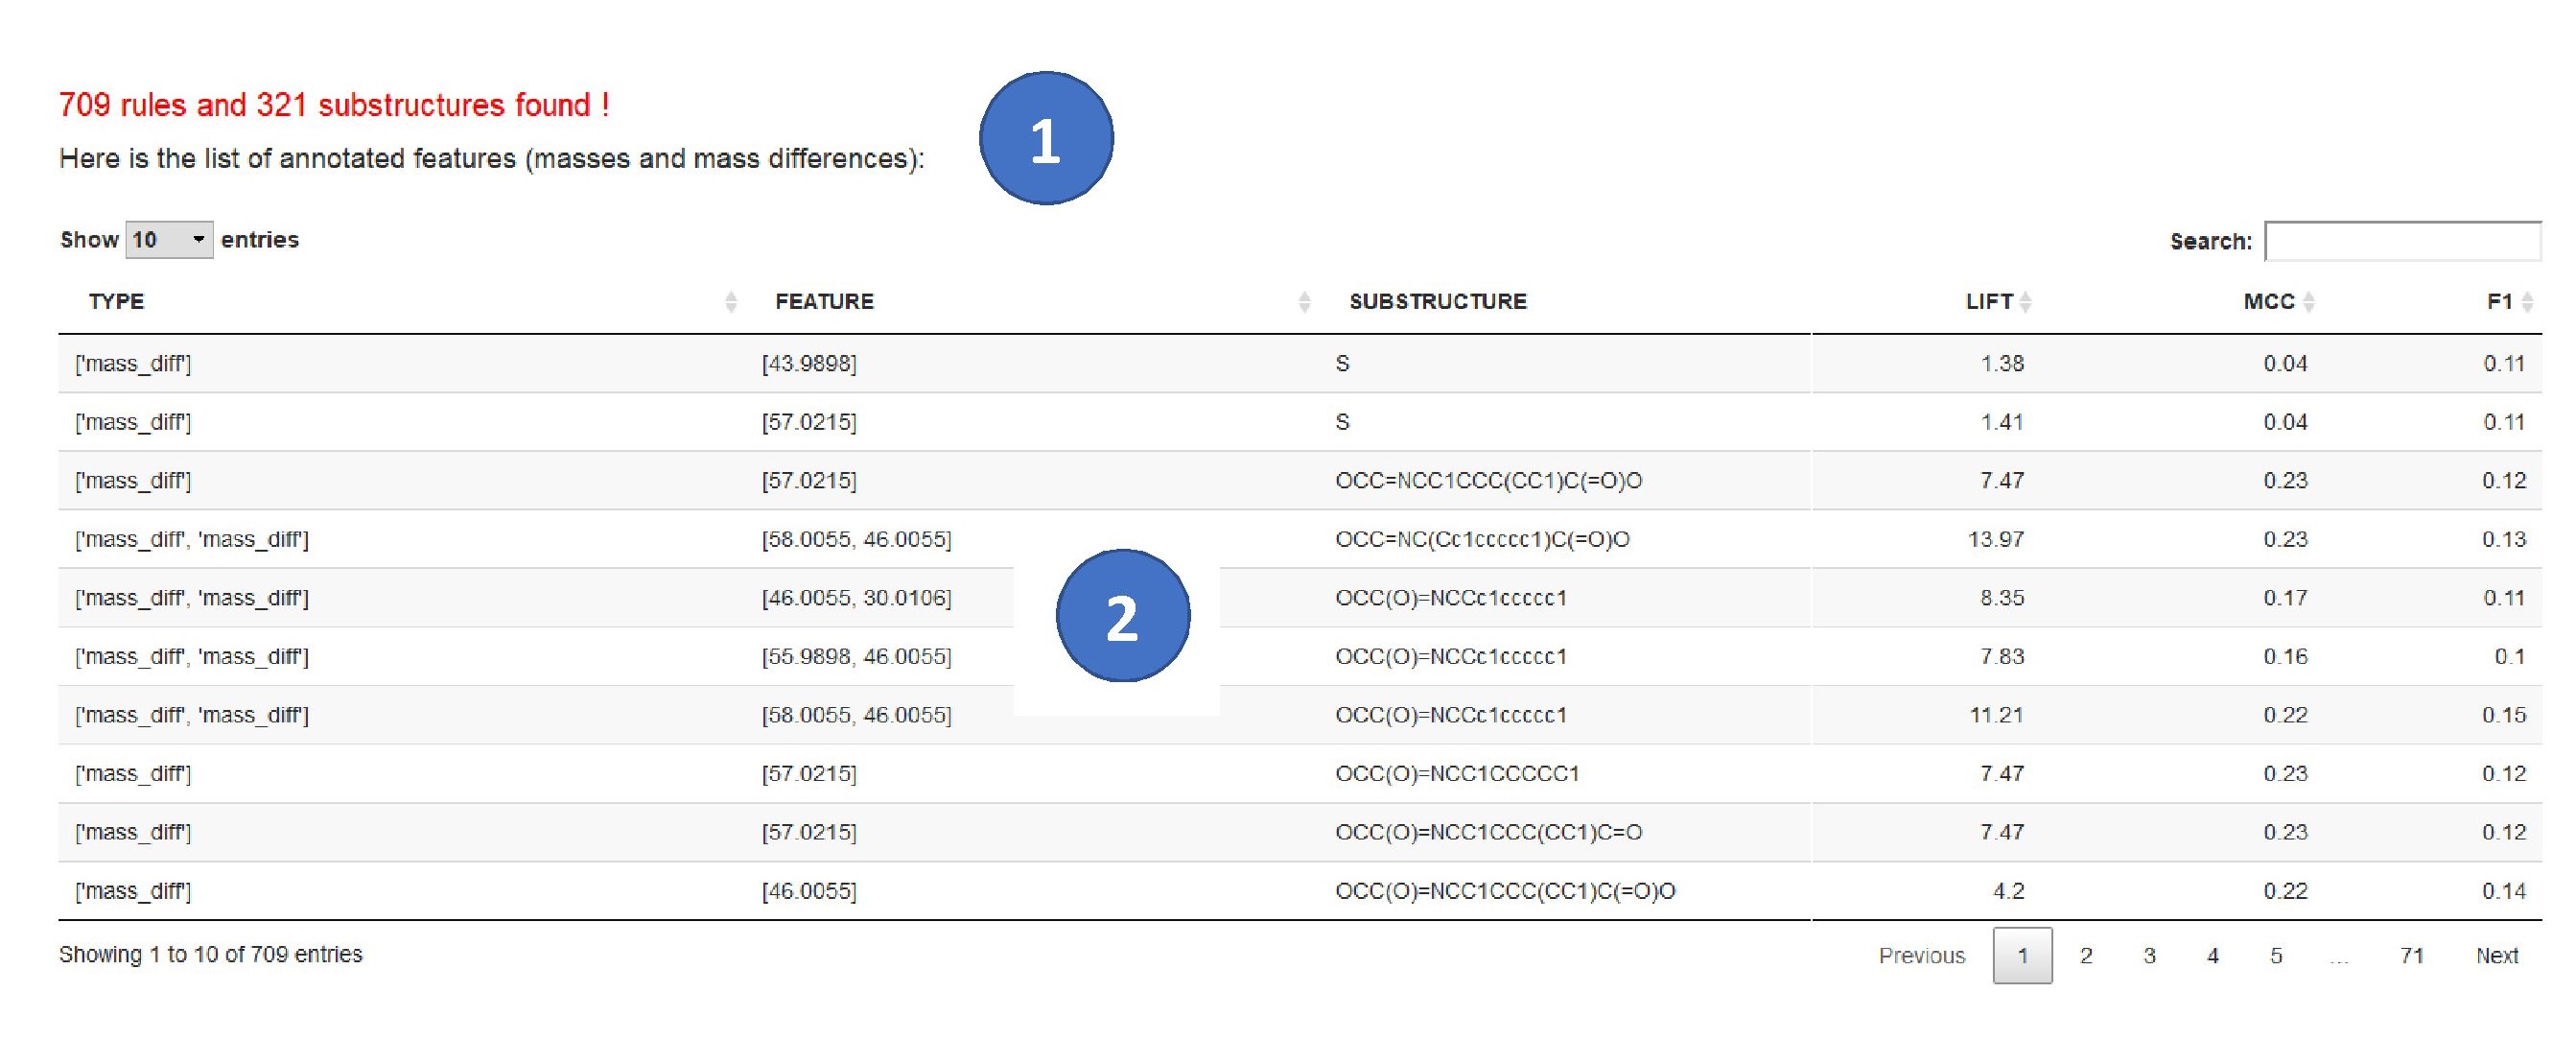 709 rules and 321 substructures found !
1
Here is the list of annotated features (masses and mass differences):
Show 10 entries Search:
TYPE FEATURE SUBSTRUCTURE LIFT MCC F1
['mass_diff'] [43.9898] S 1.38 0.04 0.11
['mass_diff'] [57.0215] S 1.41 0.04 0.11
['mass_diff'] [57.0215] OCC=NCC1CCC(CC1)C(=O)O 7.47 0.23 0.12
['mass_diff', 'mass_diff'] [58.0055, 46.0055] OCC=NC(Cc1ccccc1)C(=O)O 13.97 0.23 0.13
['mass_diff', 'mass_diff'] [46.0055, 30.0106] OCC(O)=NCCc1ccccc1 8.35 0.17 0.11
2
['mass_diff', 'mass_diff'] [55.9898, 46.0055] OCC(O)=NCCc1ccccc1 7.83 0.16 0.1
['mass_diff', 'mass_diff'] [58.0055, 46.0055] OCC(O)=NCCc1ccccc1 11.21 0.22 0.15
['mass_diff'] [57.0215] OCC(O)=NCC1CCCCC1 7.47 0.23 0.12
['mass_diff'] [57.0215] OCC(O)=NCC1CCC(CC1)C=O 7.47 0.23 0.12
['mass_diff'] [46.0055] OCC(O)=NCC1CCC(CC1)C(=O)O 4.2 0.22 0.14
Showing 1 to 10 of 709 entries Previous 1 2 3 4 5 ... 71 Next